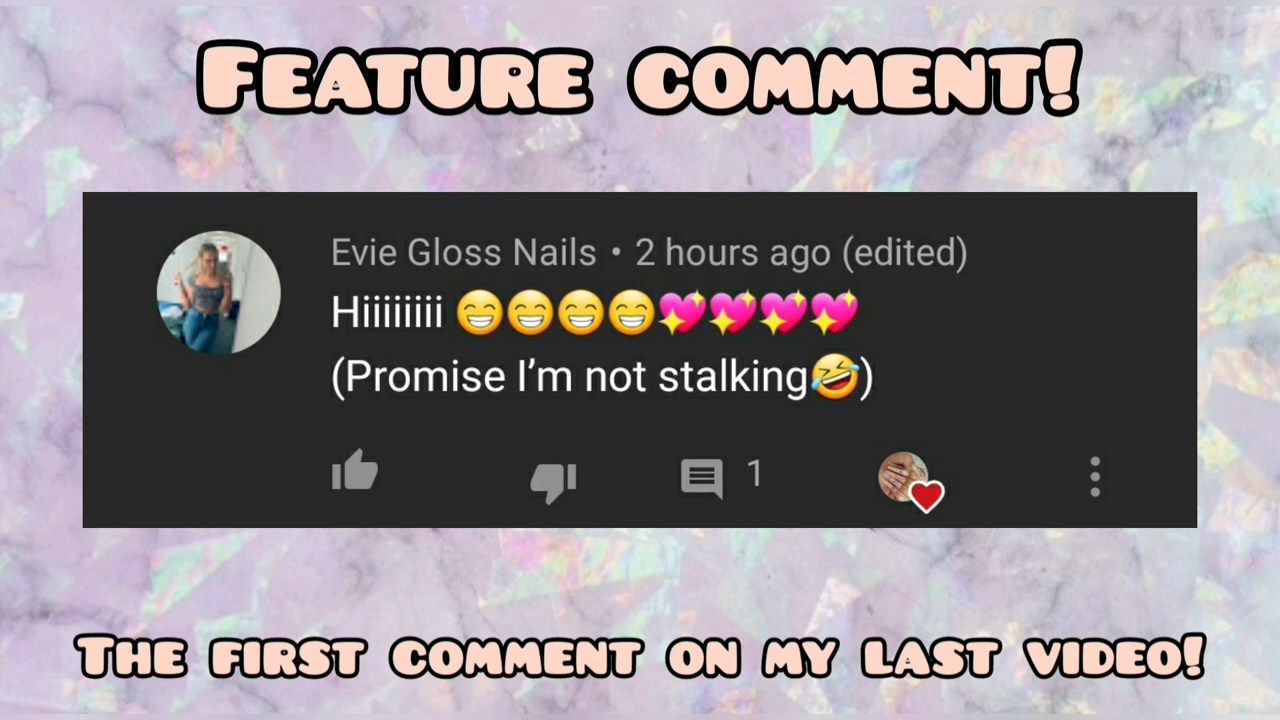 FEATURE COMMENT!
Evie Gloss Nails • 2 hours ago (edited)
Hiiiiiiii 😁😁😁😁💖💖💖💖
(Promise I’m not stalking🤣)
1
THE FIRST COMMENT ON MY LAST VIDEO!